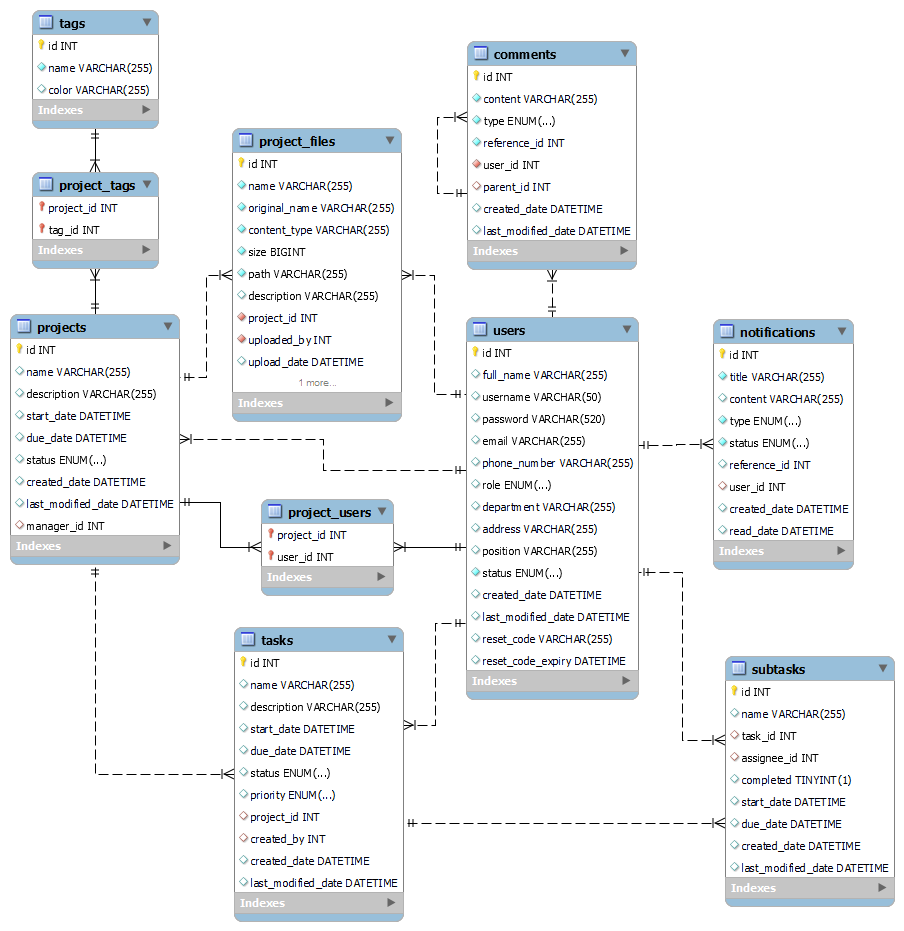 tags
id INT
name VARCHAR(255)
color VARCHAR(255)
Indexes
project_tags
project_id INT
tag_id INT
Indexes
projects
id INT
name VARCHAR(255)
description VARCHAR(255)
start_date DATETIME
due_date DATETIME
status ENUM(...)
created_date DATETIME
last_modified_date DATETIME
manager_id INT
Indexes
project_files
id INT
name VARCHAR(255)
original_name VARCHAR(255)
content_type VARCHAR(255)
size BIGINT
path VARCHAR(255)
description VARCHAR(255)
project_id INT
uploaded_by INT
upload_date DATETIME
1 more...
Indexes
project_users
project_id INT
user_id INT
Indexes
tasks
id INT
name VARCHAR(255)
description VARCHAR(255)
start_date DATETIME
due_date DATETIME
status ENUM(...)
priority ENUM(...)
project_id INT
created_by INT
created_date DATETIME
last_modified_date DATETIME
Indexes
comments
id INT
content VARCHAR(255)
type ENUM(...)
reference_id INT
user_id INT
parent_id INT
created_date DATETIME
last_modified_date DATETIME
Indexes
users
id INT
full_name VARCHAR(255)
username VARCHAR(50)
password VARCHAR(520)
email VARCHAR(255)
phone_number VARCHAR(255)
role ENUM(...)
department VARCHAR(255)
address VARCHAR(255)
position VARCHAR(255)
status ENUM(...)
created_date DATETIME
last_modified_date DATETIME
reset_code VARCHAR(255)
reset_code_expiry DATETIME
Indexes
notifications
id INT
title VARCHAR(255)
content VARCHAR(255)
type ENUM(...)
status ENUM(...)
reference_id INT
user_id INT
created_date DATETIME
read_date DATETIME
Indexes
subtasks
id INT
name VARCHAR(255)
task_id INT
assignee_id INT
completed TINYINT(1)
start_date DATETIME
due_date DATETIME
created_date DATETIME
last_modified_date DATETIME
Indexes